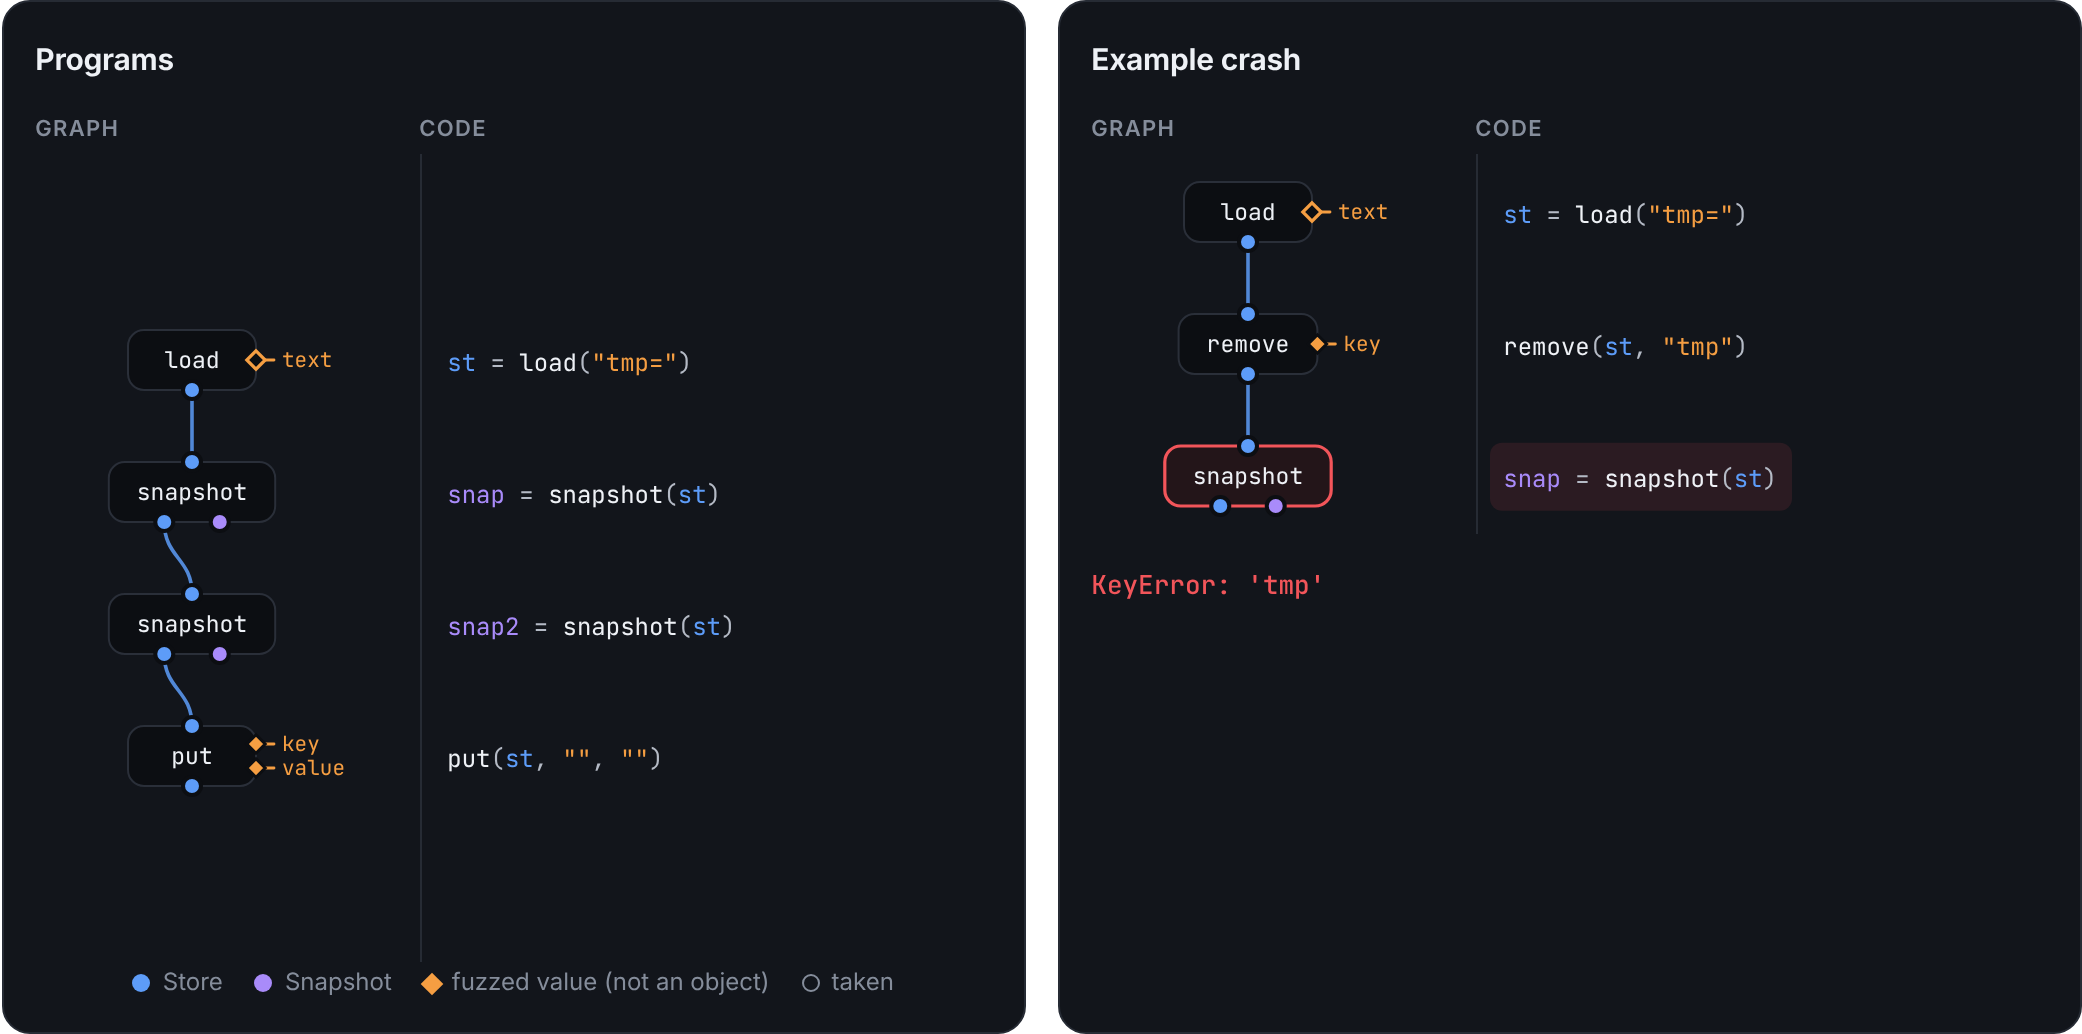 Programs
GRAPH
CODE
load
text
st = load("tmp=")
snapshot
snap = snapshot(st)
snapshot
snap2 = snapshot(st)
put
key
value
put(st, "", "")
Store
Snapshot
fuzzed value (not an object)
taken
Example crash
GRAPH
CODE
load
text
st = load("tmp=")
remove
key
remove(st, "tmp")
snapshot
snap = snapshot(st)
KeyError: 'tmp'